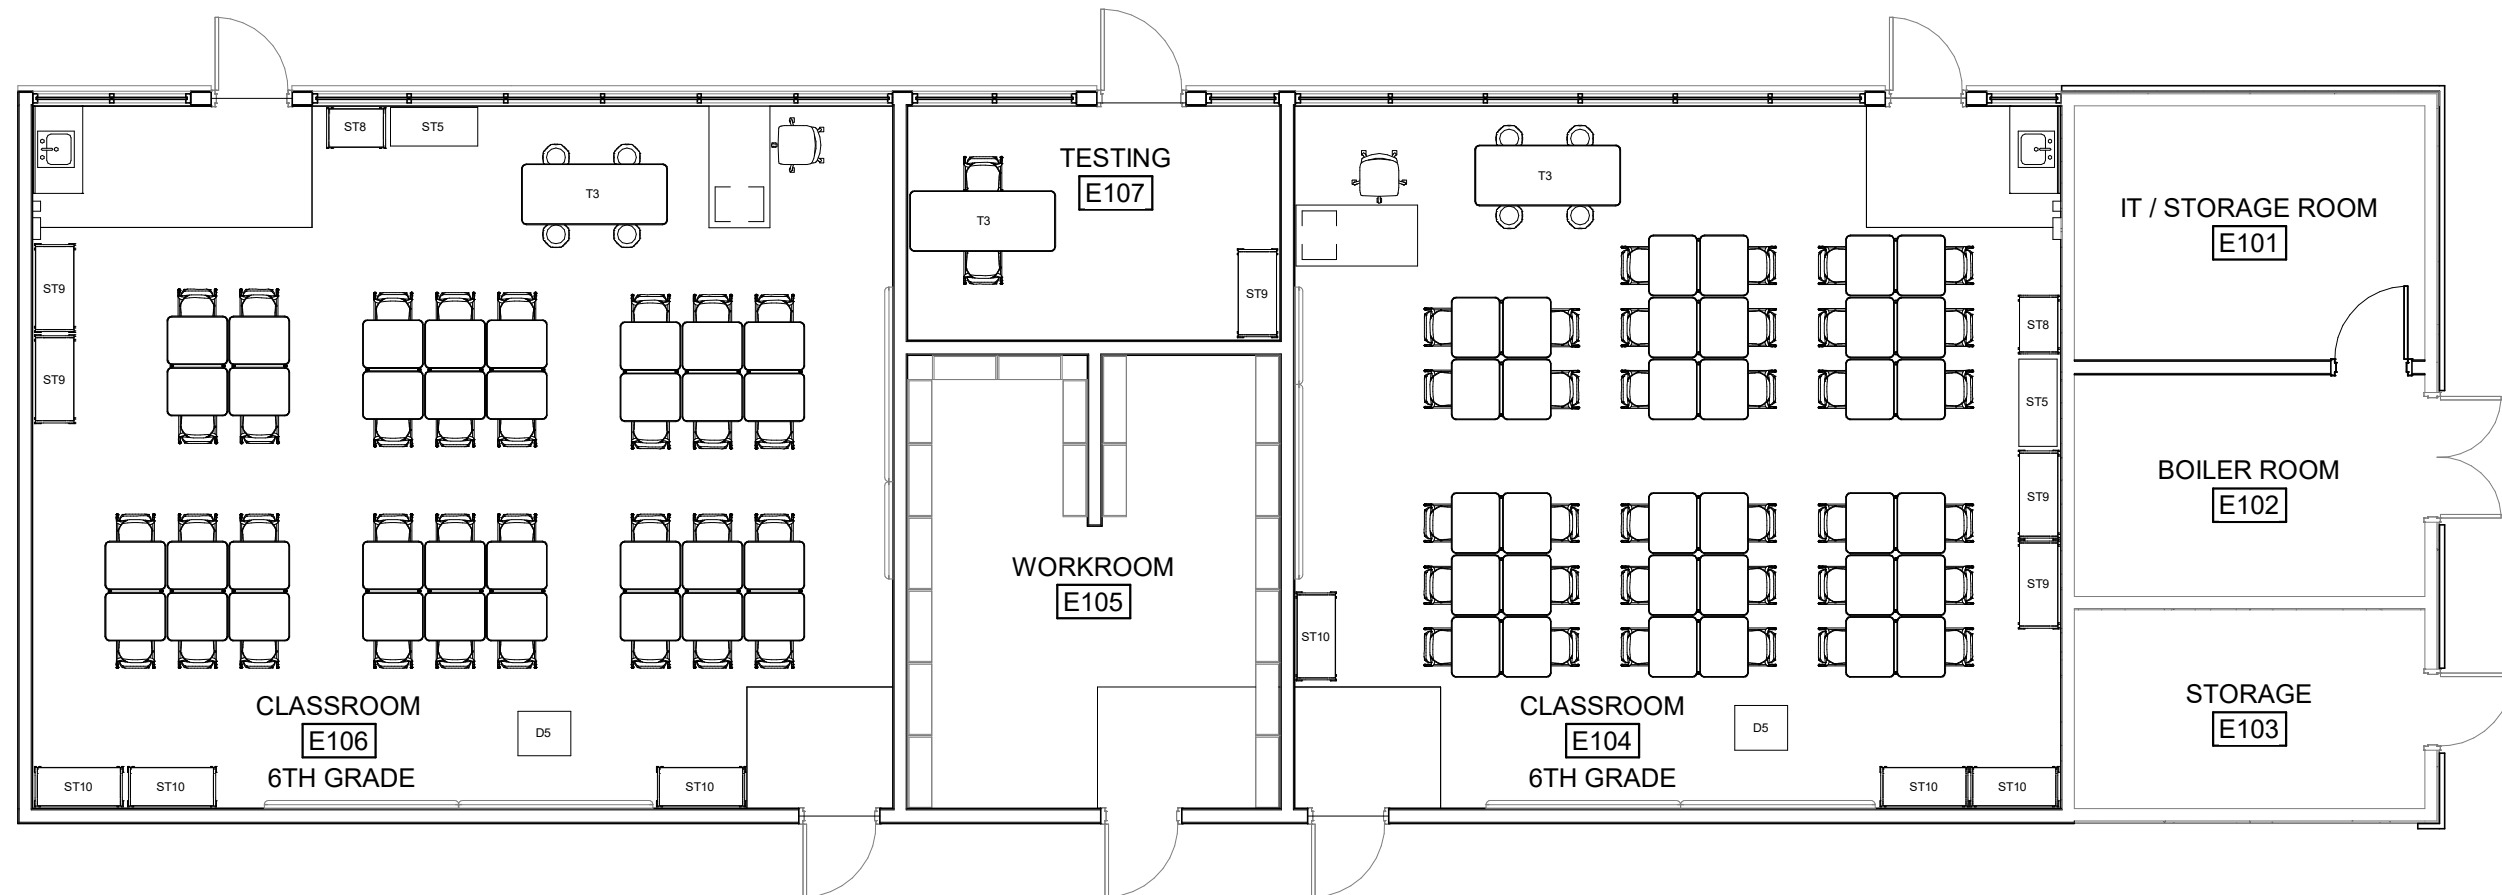 ST8
ST5
T3
ST9
ST9
CLASSROOM
E106
6TH GRADE
D5
ST10
ST10
ST10
TESTING
E107
T3
ST9
WORKROOM
E105
T3
ST8
ST5
ST9
ST9
ST10
CLASSROOM
E104
6TH GRADE
D5
ST10
ST10
IT / STORAGE ROOM
E101
BOILER ROOM
E102
STORAGE
E103